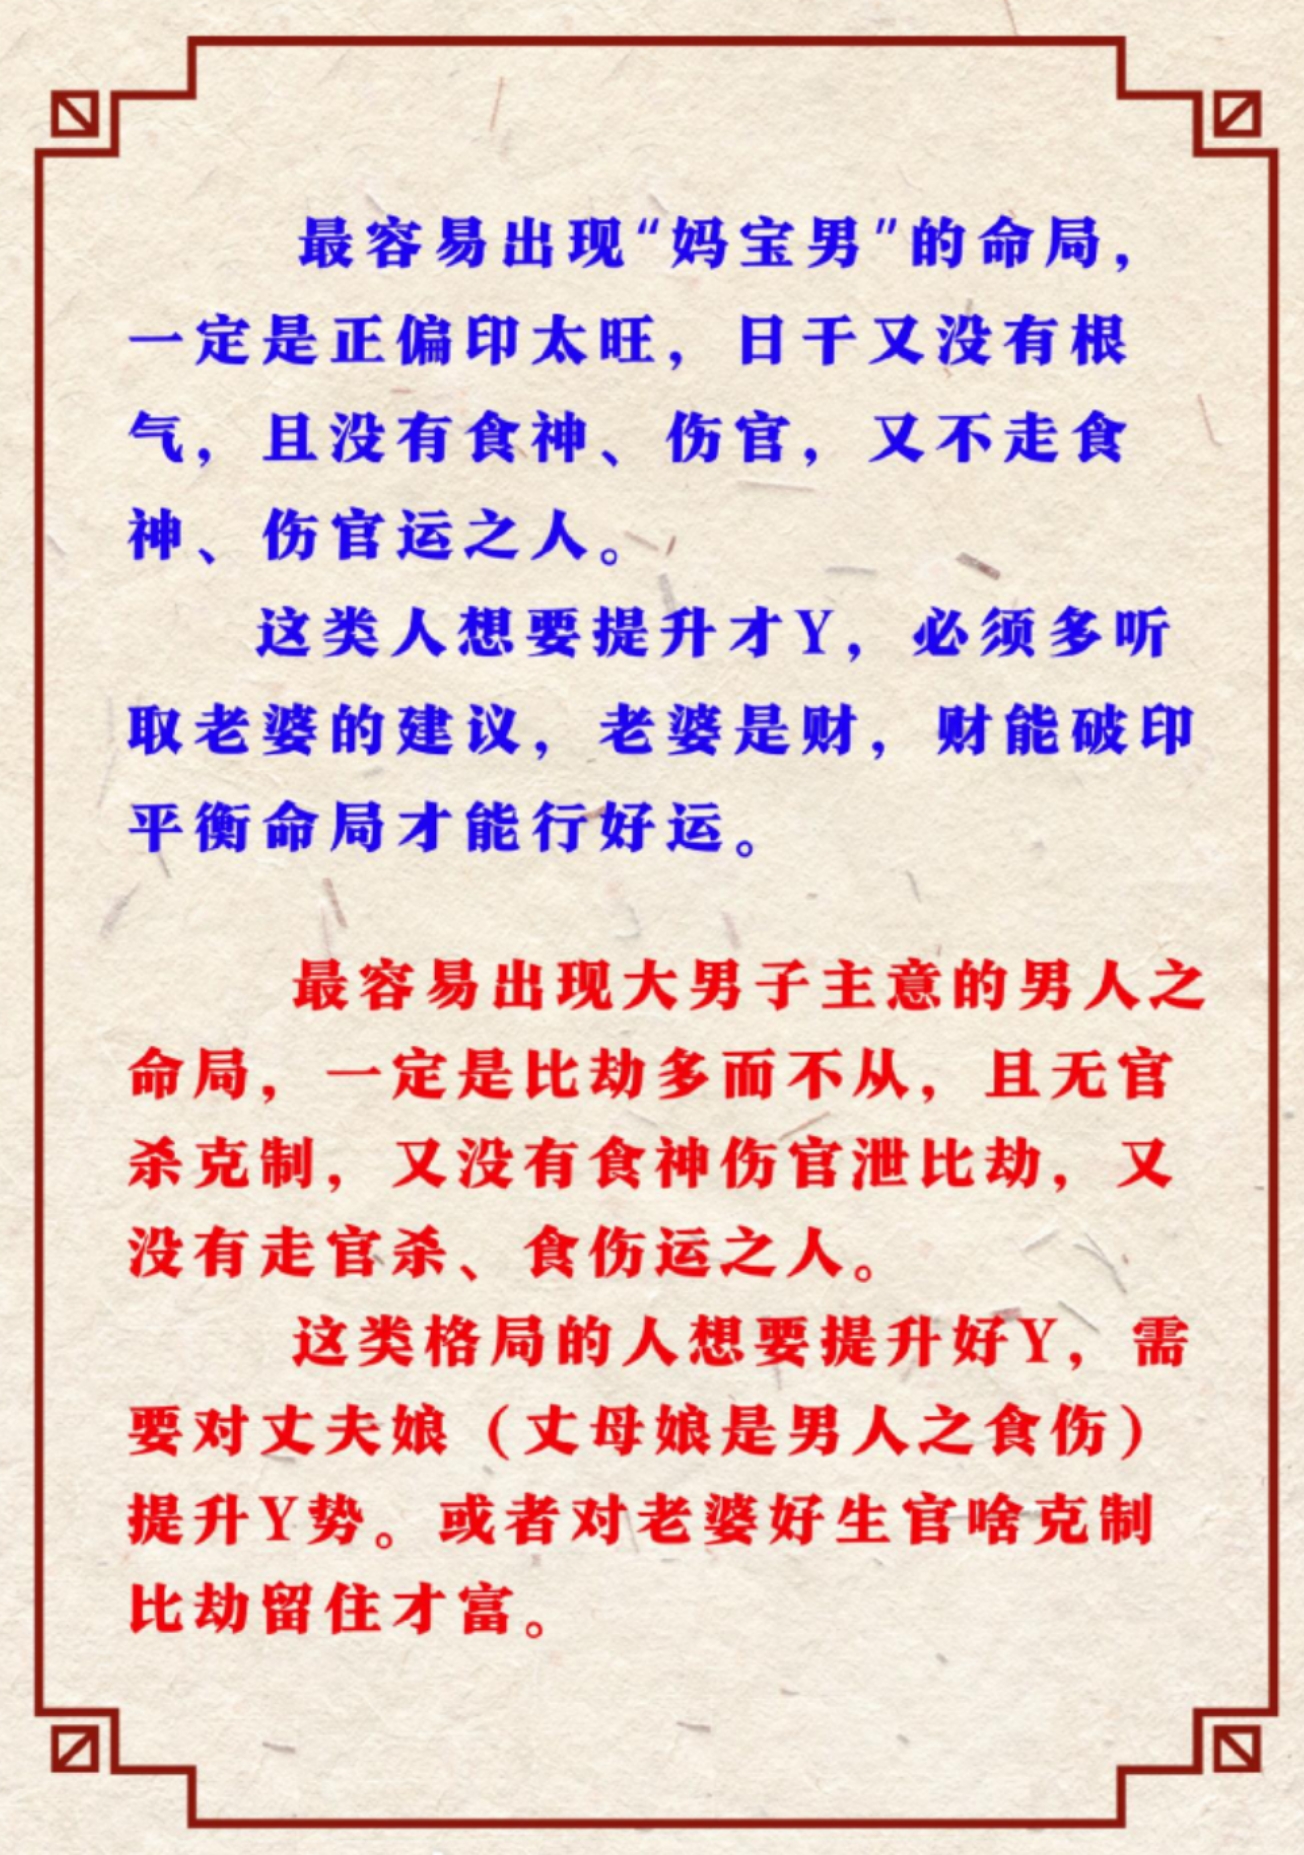 最容易出现“妈宝男”的命局，
一定是正偏印太旺，日干又没有根
气，且没有食神、伤官，又不走食
神、伤官运之人。
这类人想要提升才Y，必须多听
取老婆的建议，老婆是财，财能破印
平衡命局才能行好运。
最容易出现大男子主意的男人之
命局，一定是比劫多而不从，且无官
杀克制，又没有食神伤官泄比劫，又
没有走官杀、食伤运之人。
这类格局的人想要提升好Y，需
要对丈夫娘（丈母娘是男人之食伤）
提升Y势。或者对老婆好生官啥克制
比劫留住才富。